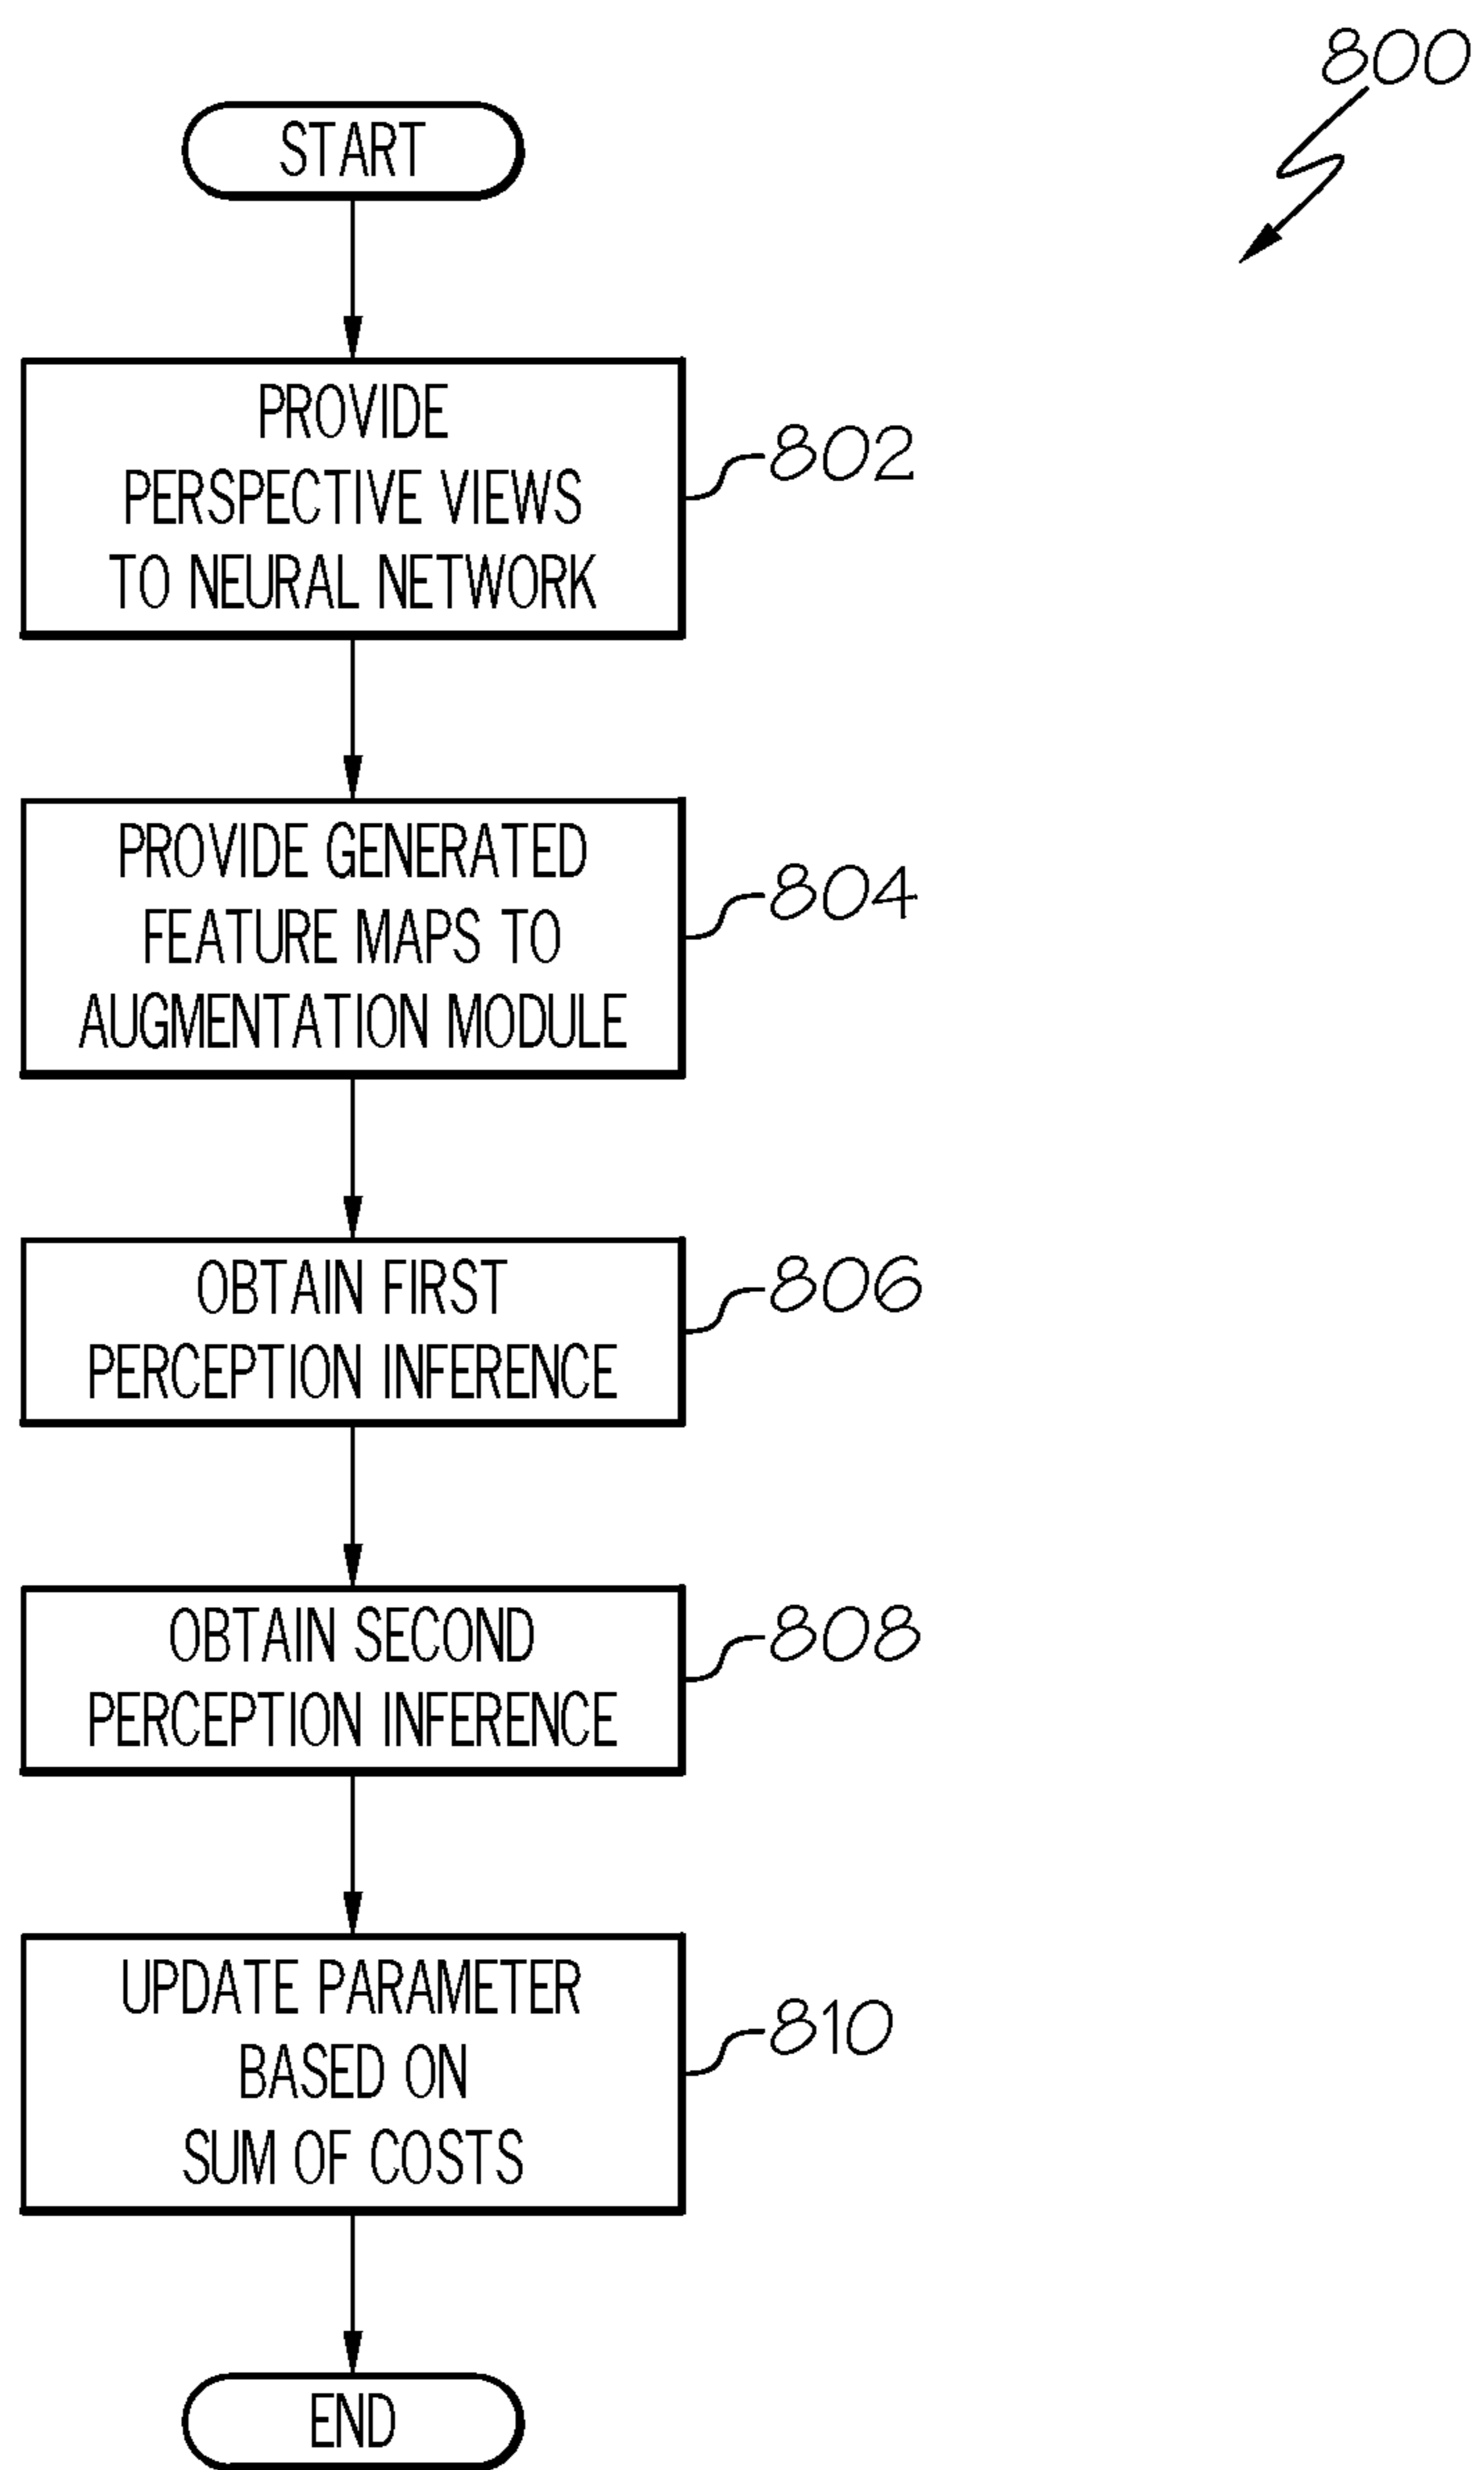 800
START
PROVIDE
PERSPECTIVE VIEWS
TO NEURAL NETWORK
802
PROVIDE GENERATED
FEATURE MAPS TO
AUGMENTATION MODULE
804
OBTAIN FIRST
PERCEPTION INFERENCE
806
OBTAIN SECOND
PERCEPTION INFERENCE
808
UPDATE PARAMETER
BASED ON
SUM OF COSTS
810
END